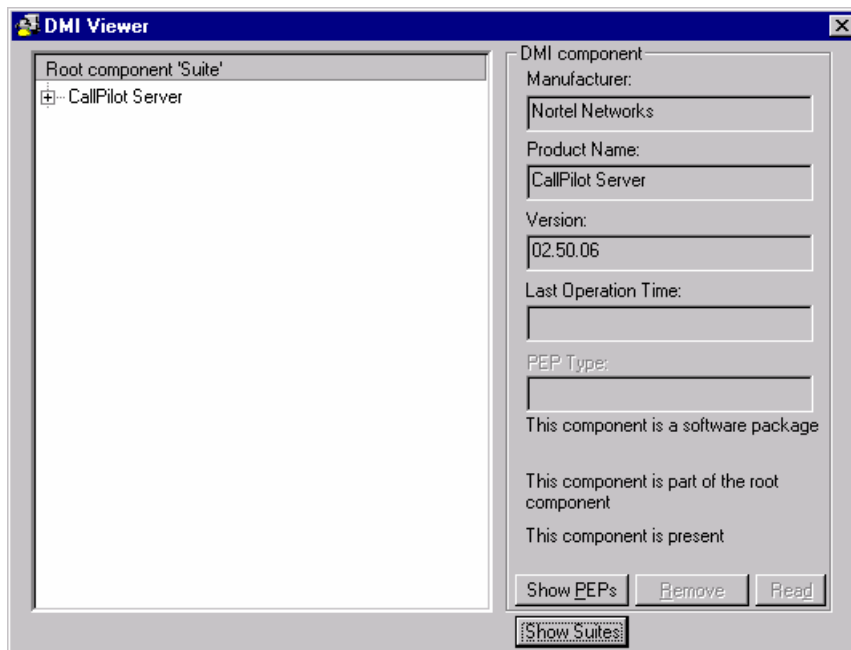 DMI Viewer
Root component 'Suite'
CallPilot Server
DMI component
Manufacturer:
Nortel Networks
Product Name:
CallPilot Server
Version:
02.50.06
Last Operation Time:
PEP Type:
This component is a software package
This component is part of the root
component
This component is present
Show PEPs Remove Read
Show Suites